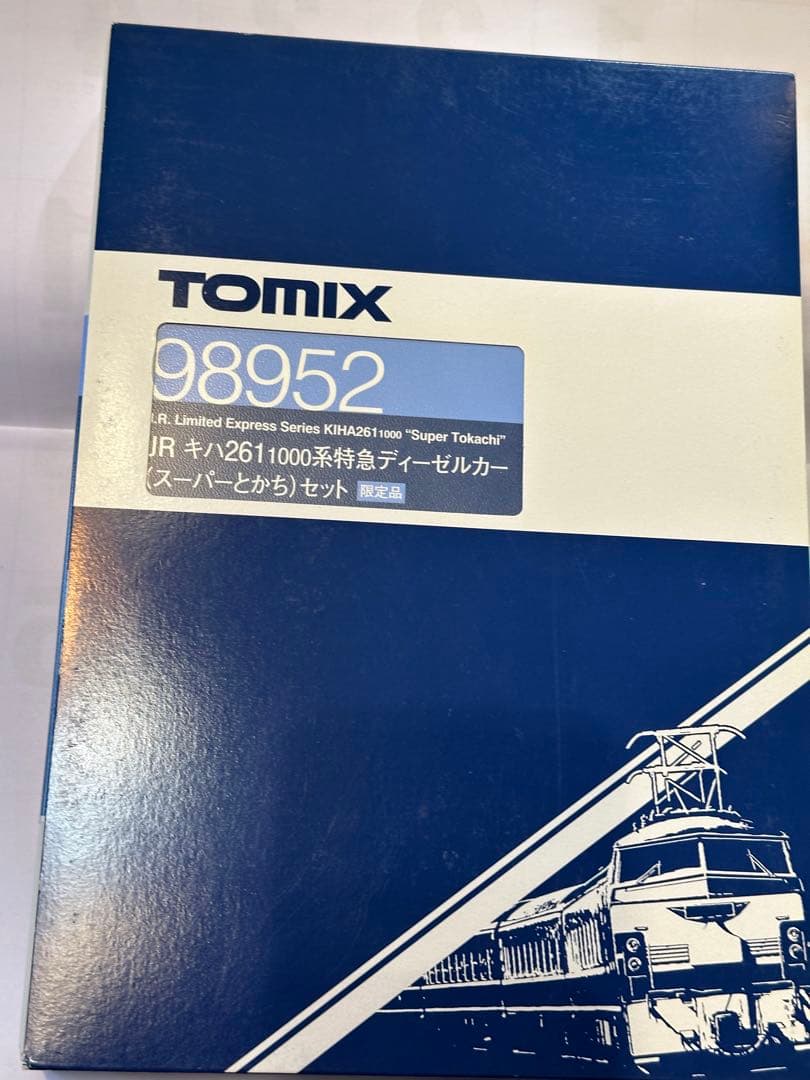 TOMIX
98952
J.R. Limited Express Series KIHA261 1000 "Super Tokachi"
JR キハ261 1000系特急ディーゼルカー
(スーパーとかち)セット 限定品